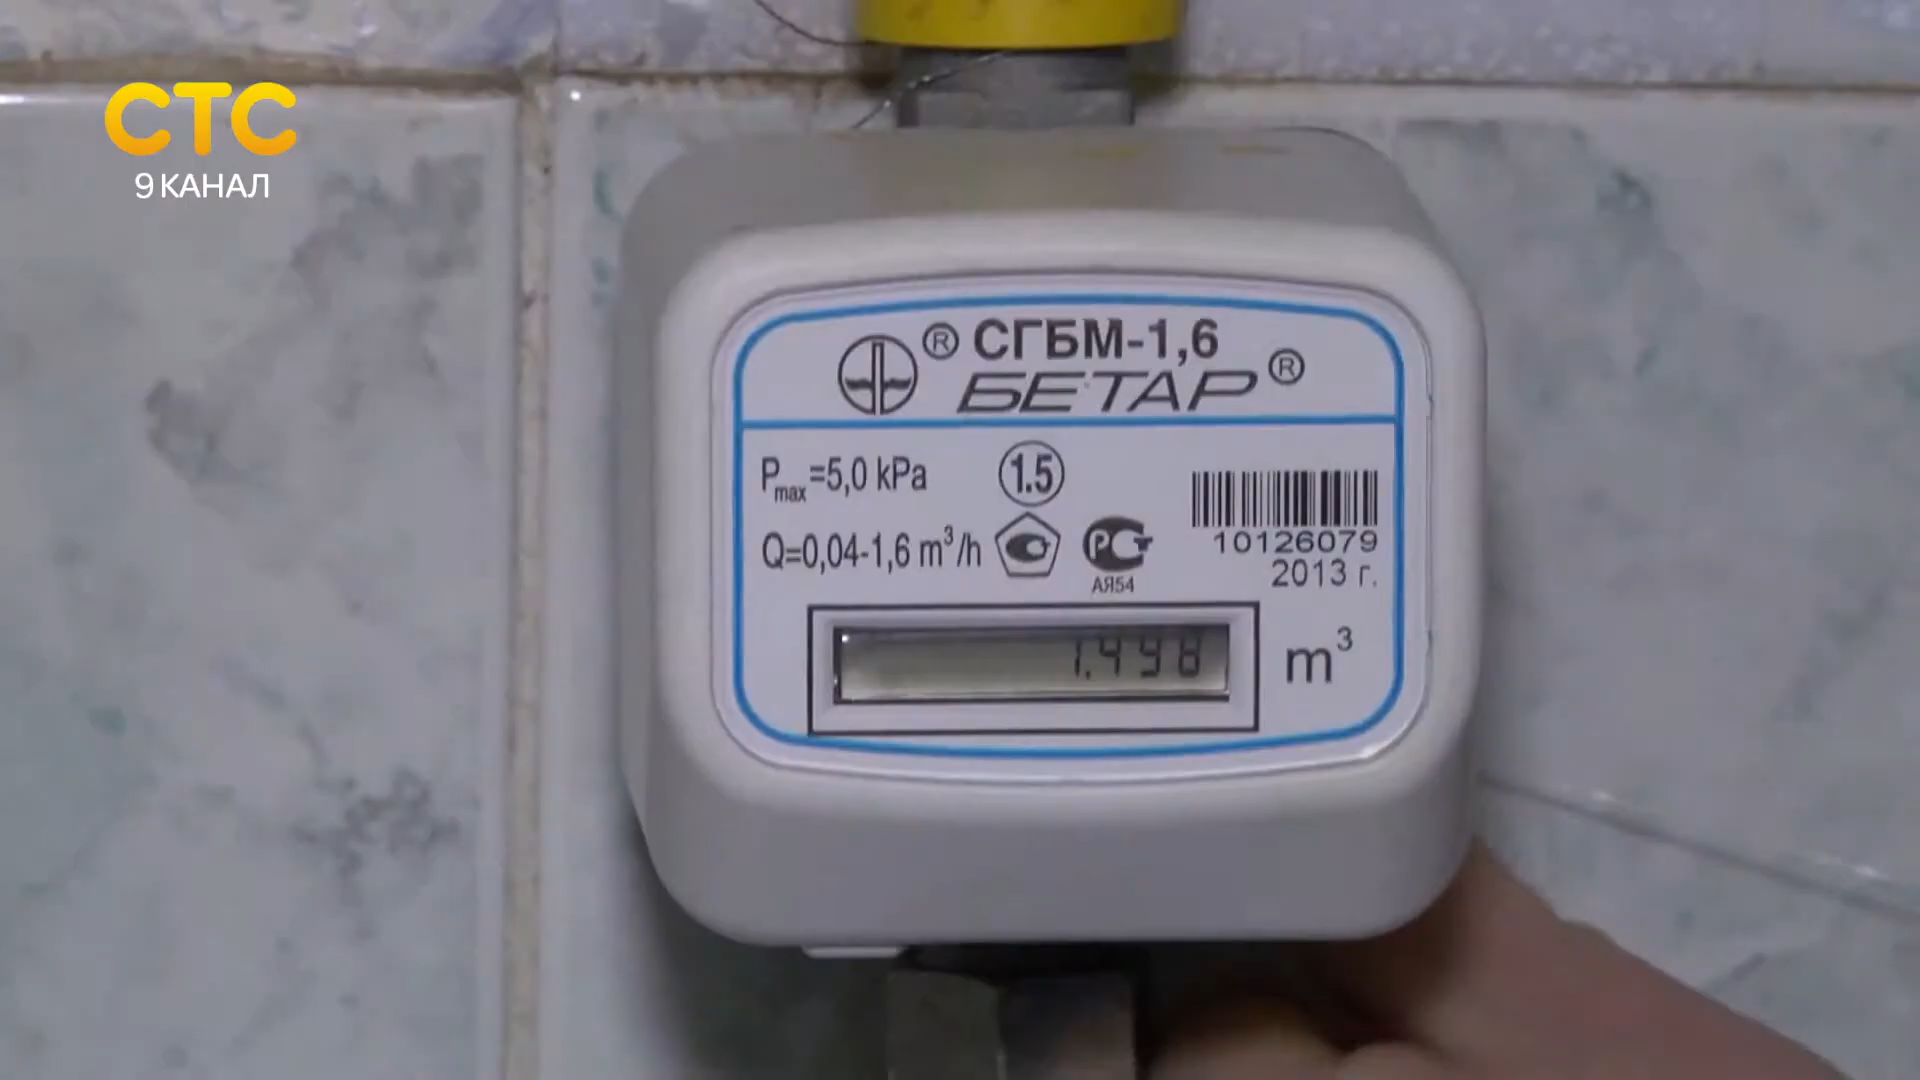 СТС
9 КАНАЛ
® СГБМ-1,6
БЕТАР ®
Pmax=5,0 kPa
1.5
Q=0,04-1,6 m³/h
РСТ
АЯ54
10126079
2013 г.
1.498
m³